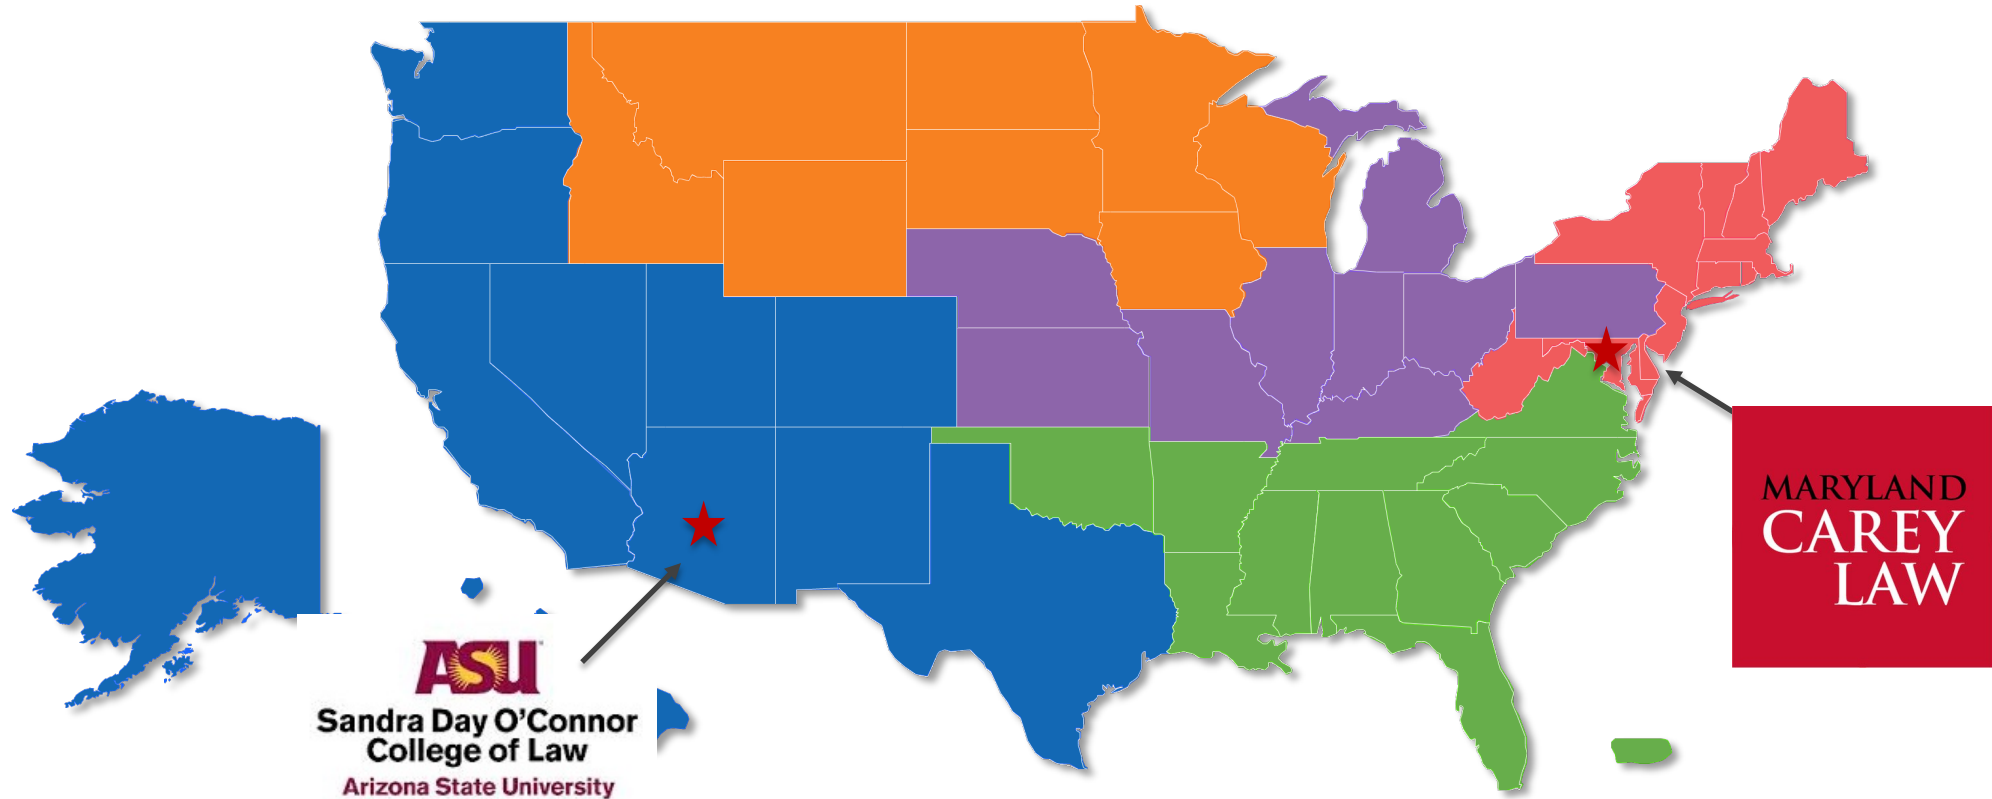 ASU
Sandra Day O'Connor
College of Law
Arizona State University
MARYLAND
CAREY
LAW